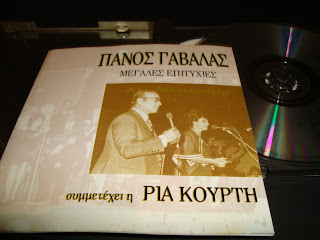 ΠΑΝΟΣ ΓΑΒΑΛΑΣ
ΜΕΓΑΛΕΣ ΕΠΙΤΥΧΙΕΣ
συμμετέχει η ΡΙΑ ΚΟΥΡΤΗ